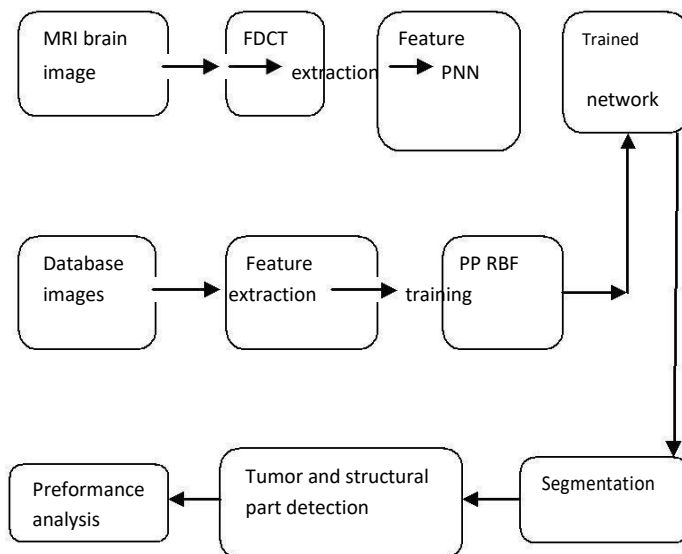 MRI brain
image
FDCT
extraction
Feature
PNN
Trained
network
Database
images
Feature
extraction
training
PP RBF
Preformance
analysis
Tumor and structural
part detection
Segmentation